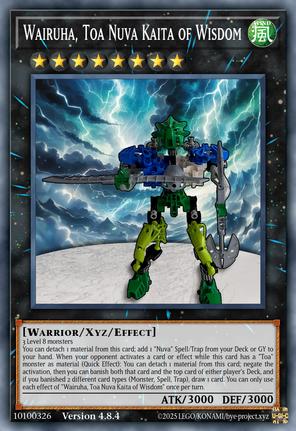 Wairuha, Toa Nuva Kaita of Wisdom
WIND
風
[Warrior/Xyz/Effect]
3 Level 8 monsters
You can detach 1 material from this card; add 1 "Nuva" Spell/Trap from your Deck or GY to
your hand. When your opponent activates a card or effect while this card has a "Toa"
monster as material (Quick Effect): You can detach 1 material from this card; negate the
activation, then you can banish both that card and the top card of either player's Deck, and
if you banished 2 different card types (Monster, Spell, Trap), draw 1 card. You can only use
each effect of "Wairuha, Toa Nuva Kaita of Wisdom" once per turn.
ATK/3000 DEF/3000
10100326 Version 4.8.4 ©2025 LEGO/KONAMI/bye-project.xyz